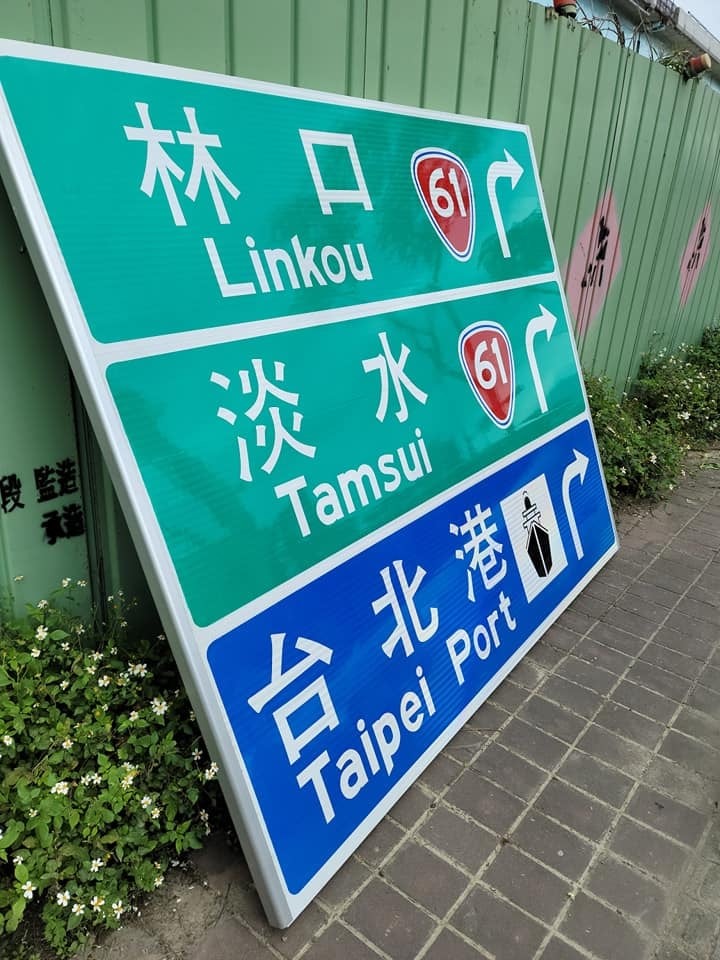 林口 61
Linkou
淡水 61
Tamsui
台北港
Taipei Port
段 監造
承造